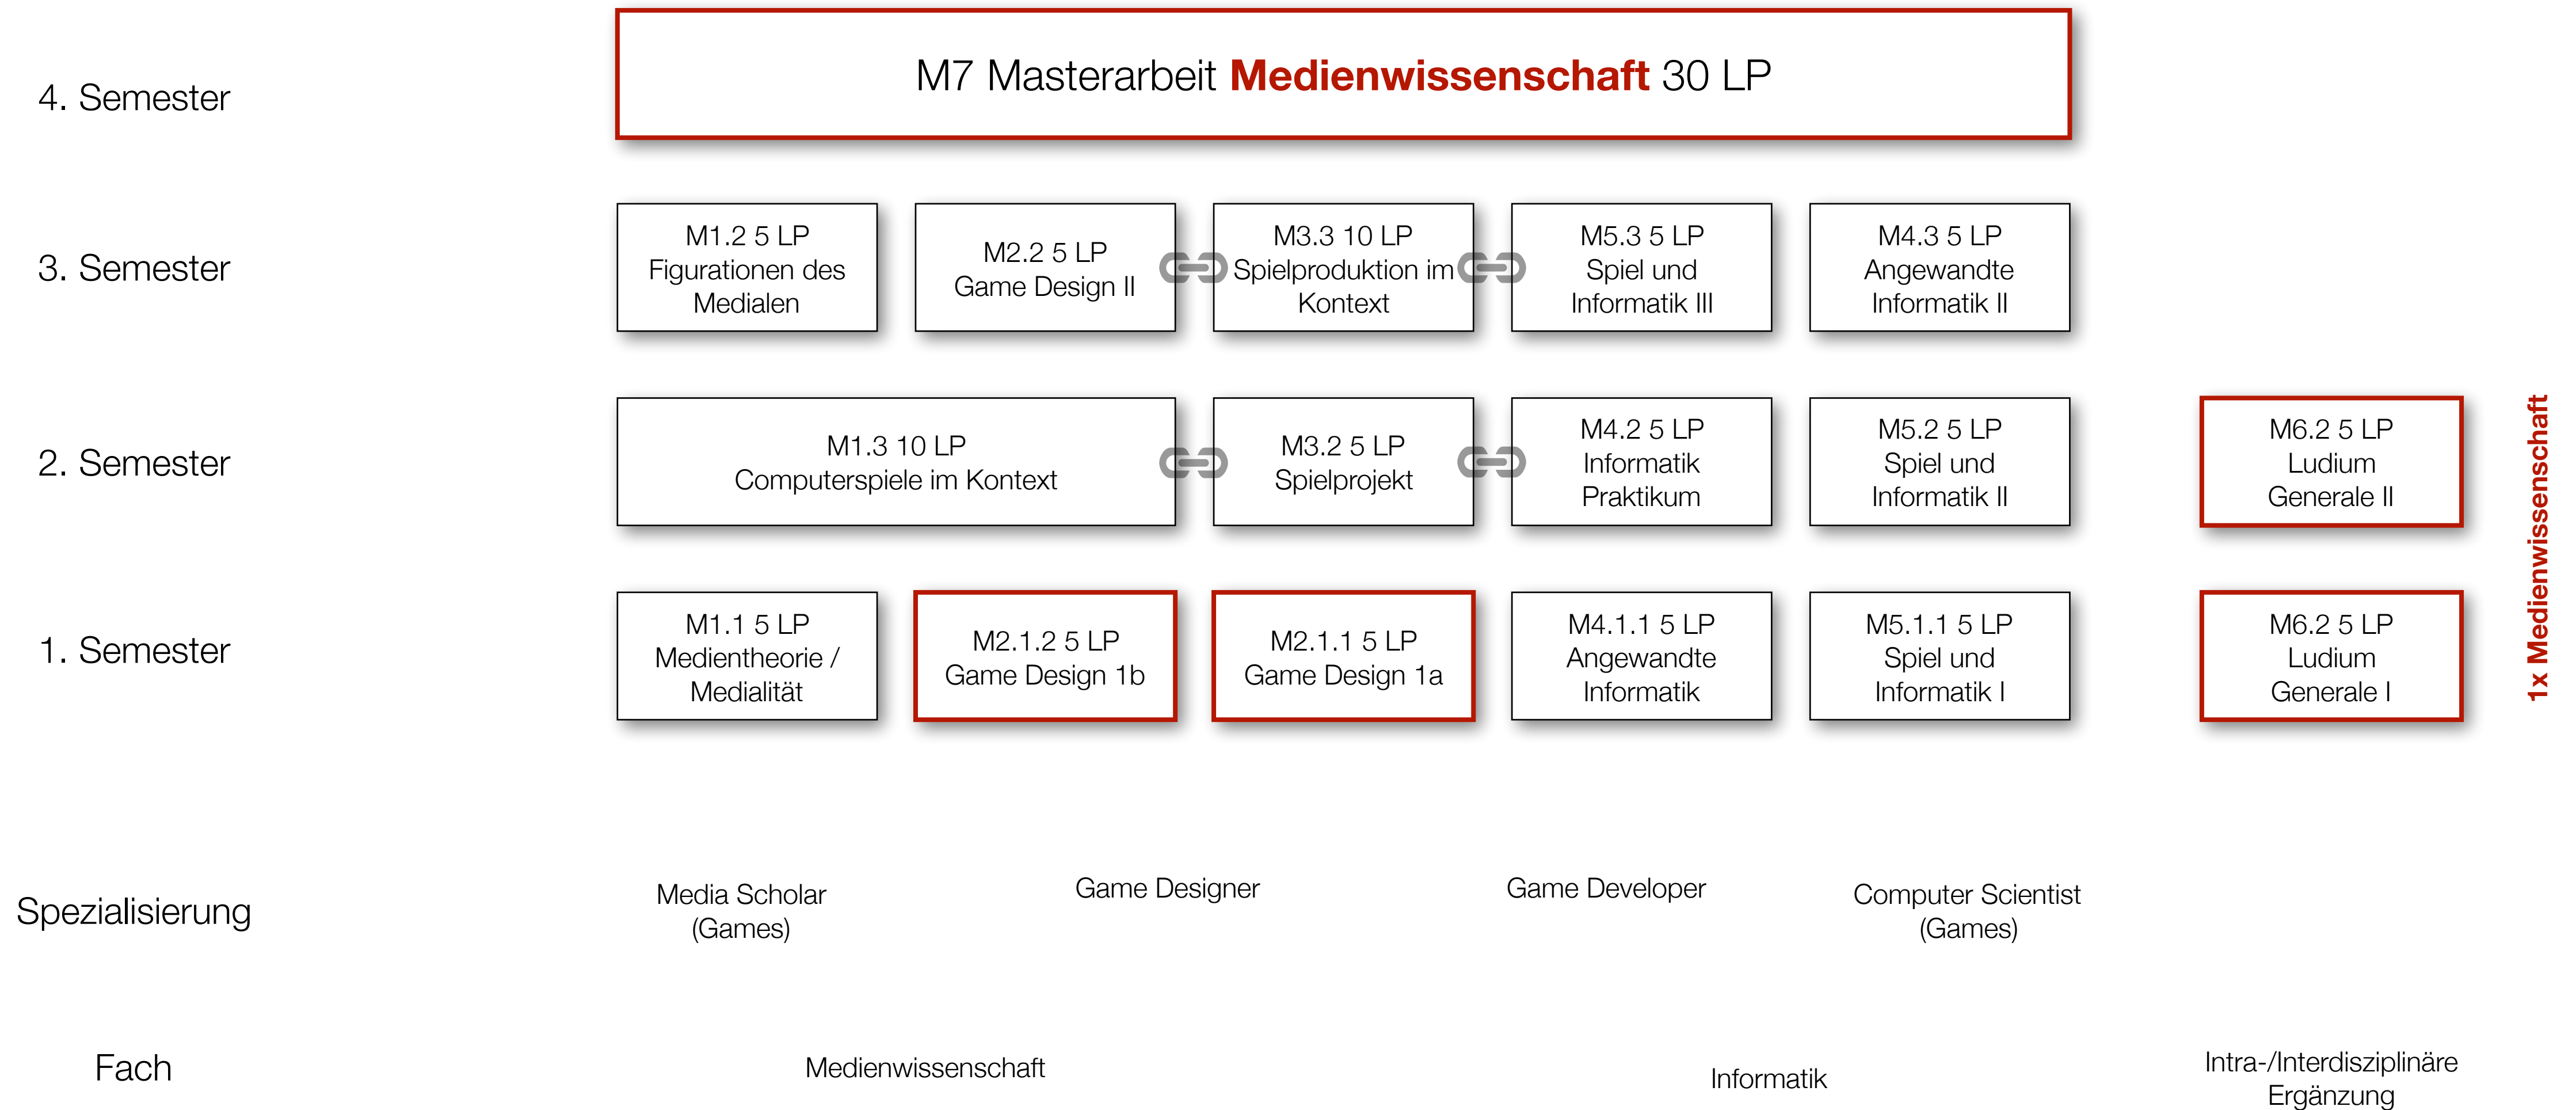 4. Semester
M7 Masterarbeit Medienwissenschaft 30 LP
3. Semester
M1.2 5 LP
Figurationen des
Medialen
M2.2 5 LP
Game Design II
M3.3 10 LP
Spielproduktion im
Kontext
M5.3 5 LP
Spiel und
Informatik III
M4.3 5 LP
Angewandte
Informatik II
2. Semester
M1.3 10 LP
Computerspiele im Kontext
M3.2 5 LP
Spielprojekt
M4.2 5 LP
Informatik
Praktikum
M5.2 5 LP
Spiel und
Informatik II
M6.2 5 LP
Ludium
Generale II
1x Medienwissenschaft
1. Semester
M1.1 5 LP
Medientheorie /
Medialität
M2.1.2 5 LP
Game Design 1b
M2.1.1 5 LP
Game Design 1a
M4.1.1 5 LP
Angewandte
Informatik
M5.1.1 5 LP
Spiel und
Informatik I
M6.2 5 LP
Ludium
Generale I
Spezialisierung
Media Scholar
(Games)
Game Designer
Game Developer
Computer Scientist
(Games)
Fach
Medienwissenschaft
Informatik
Intra-/Interdisziplinäre
Ergänzung